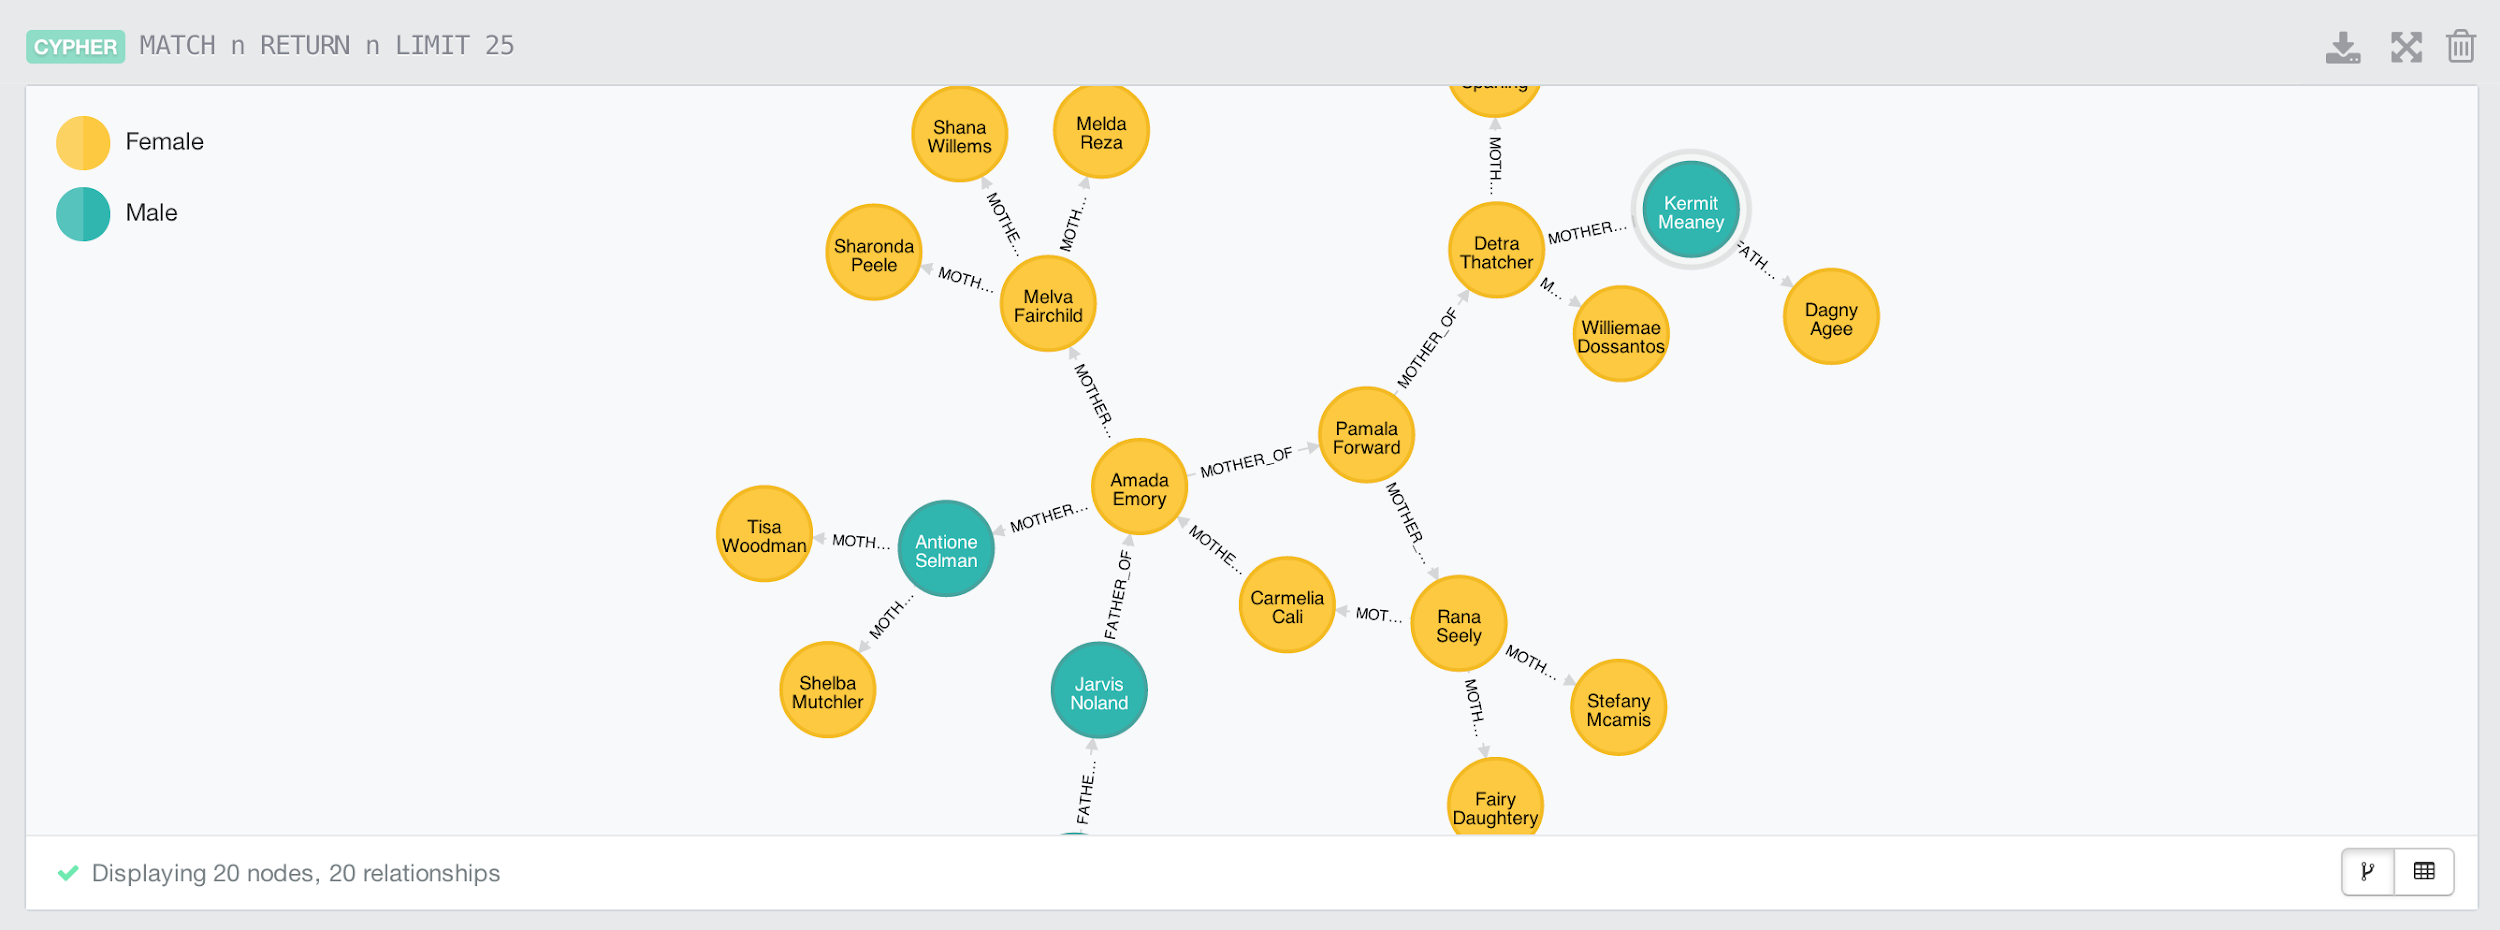 CYPHER MATCH n RETURN n LIMIT 25
Female
Male
Spanling
Shana
Willems
Melda
Reza
MOTH...
Kermit
Meaney
MOTHE...
MOTH...
Sharonda
Peele
MOTH...
Detra
Thatcher
MOTHER...
FATH...
Melva
Fairchild
M...
Williemae
Dossantos
Dagny
Agee
MOTHER_OF
MOTHER...
Pamala
Forward
MOTHER_OF
Amada
Emory
MOTHER...
Tisa
Woodman
MOTH...
Antione
Selman
MOTHE...
MOTHER_...
FATHER_OF
MOTH...
Carmelia
Cali
MOT...
Rana
Seely
MOTH...
Shelba
Mutchler
Jarvis
Noland
MOTH...
Stefany
Mcamis
FATHE...
Fairy
Daughtery
Displaying 20 nodes, 20 relationships